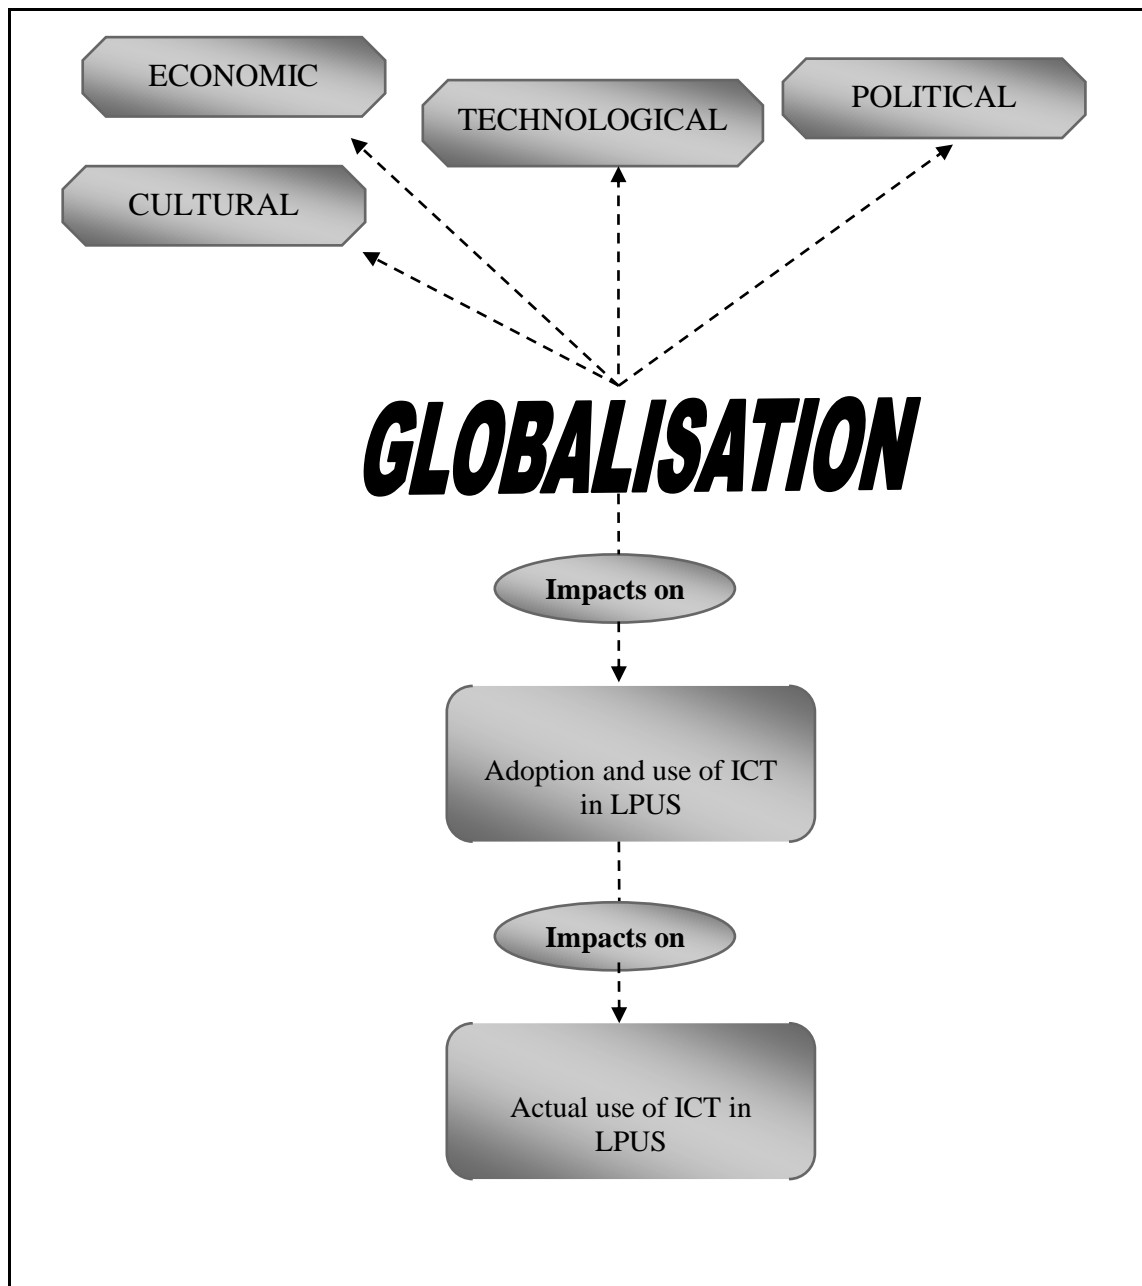 ECONOMIC
TECHNOLOGICAL
POLITICAL
CULTURAL
GLOBALISATION
Impacts on
Adoption and use of ICT
in LPUS
Impacts on
Actual use of ICT in
LPUS